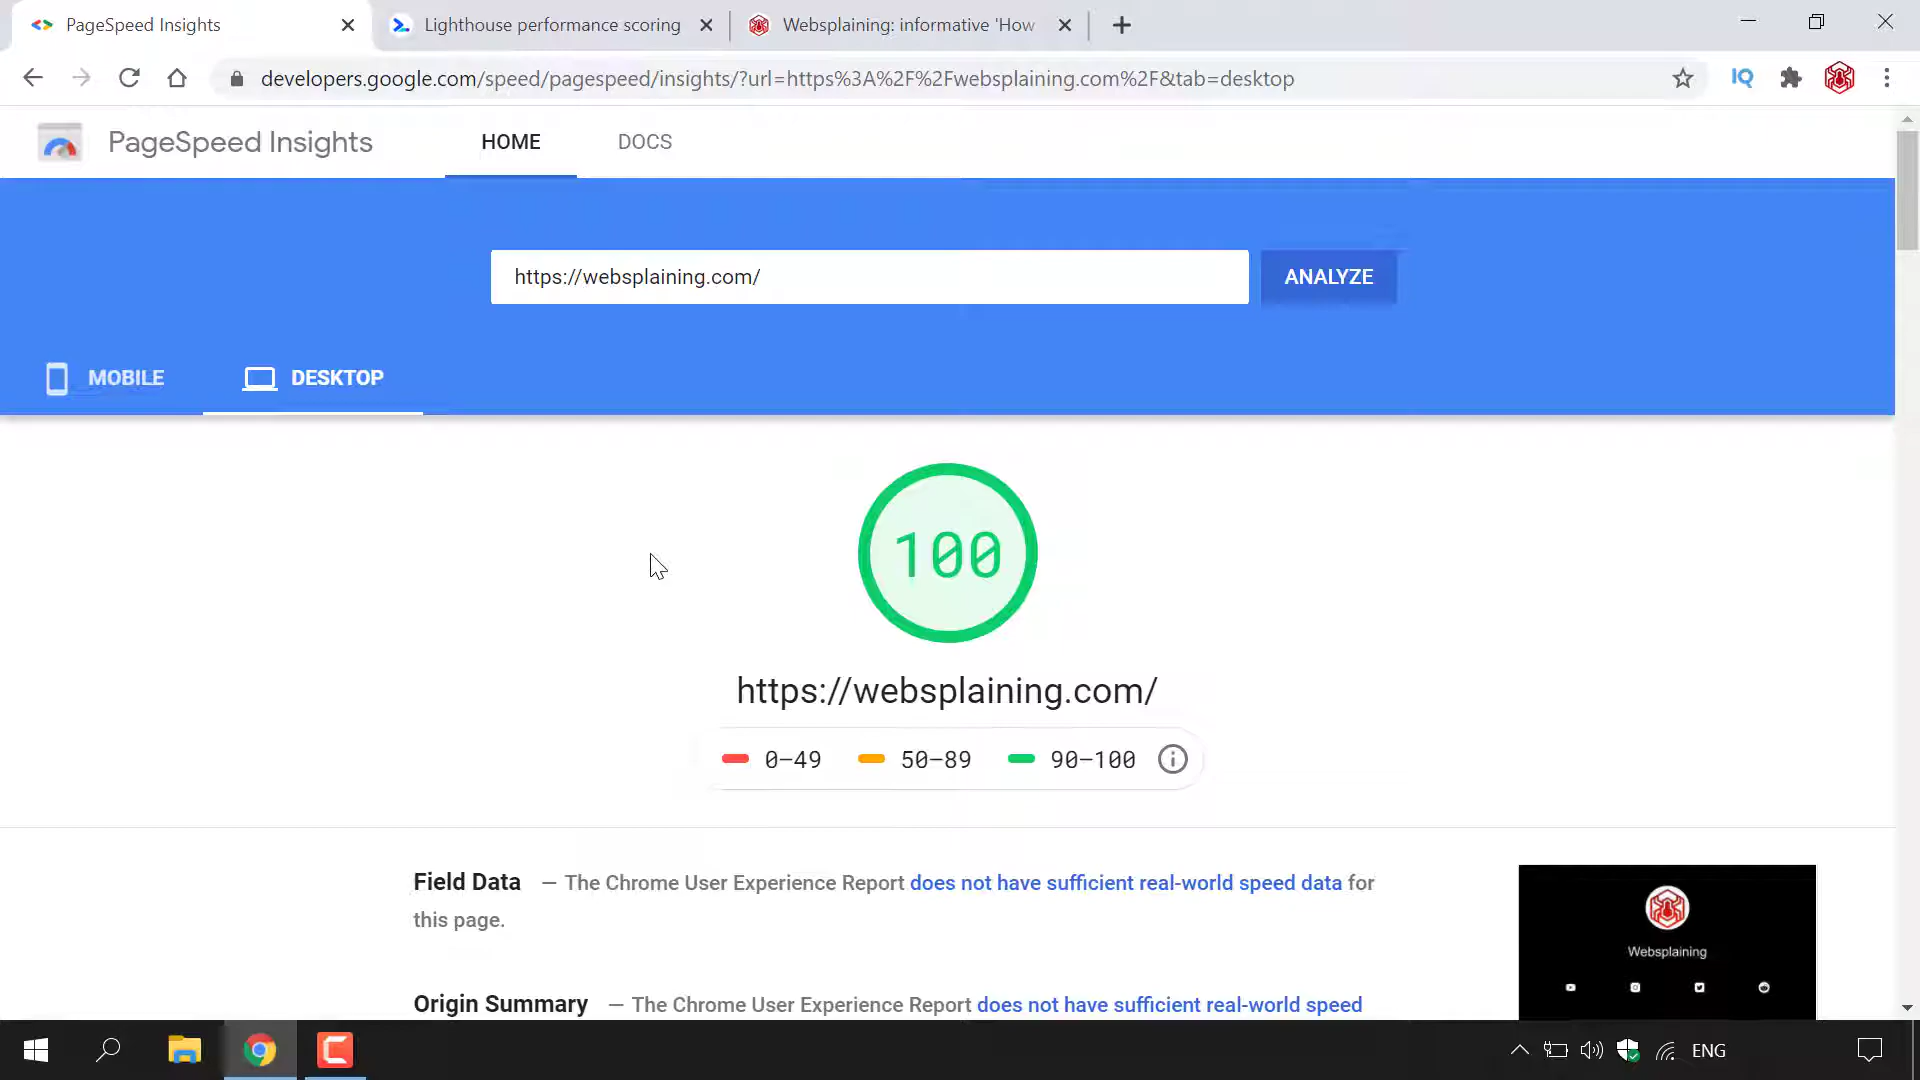 PageSpeed Insights
Lighthouse performance scoring
Websplaining: informative 'How
developers.google.com/speed/pagespeed/insights/?url=https%3A%2F%2Fwebsplaining.com%2F&tab=desktop
IQ
PageSpeed Insights
HOME
DOCS
https://websplaining.com/
ANALYZE
MOBILE
DESKTOP
100
https://websplaining.com/
0–49
50–89
90–100
Field Data — The Chrome User Experience Report does not have sufficient real-world speed data for
this page.
Websplaining
Origin Summary — The Chrome User Experience Report does not have sufficient real-world speed
ENG